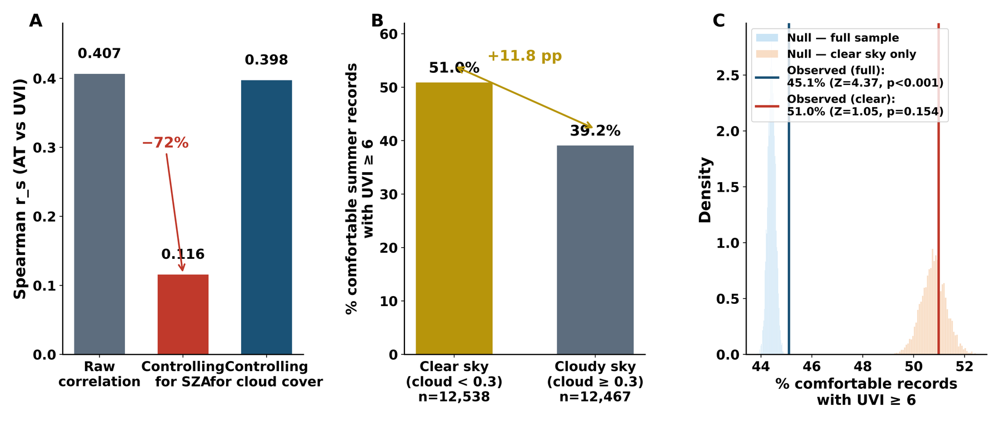 A
Spearman r_s (AT vs UVI)
0.4
0.3
0.2
0.1
0.0
0.407
−72%
0.116
0.398
Raw
correlation
Controlling
for SZA
Controlling
for cloud cover
B
% comfortable summer records
with UVI ≥ 6
60
50
40
30
20
10
0
51.0%
+11.8 pp
39.2%
Clear sky
(cloud < 0.3)
n=12,538
Cloudy sky
(cloud ≥ 0.3)
n=12,467
C
Density
2.5
2.0
1.5
1.0
0.5
0.0
Null — full sample
Null — clear sky only
Observed (full):
45.1% (Z=4.37, p<0.001)
Observed (clear):
51.0% (Z=1.05, p=0.154)
44 46 48 50 52
% comfortable records
with UVI ≥ 6